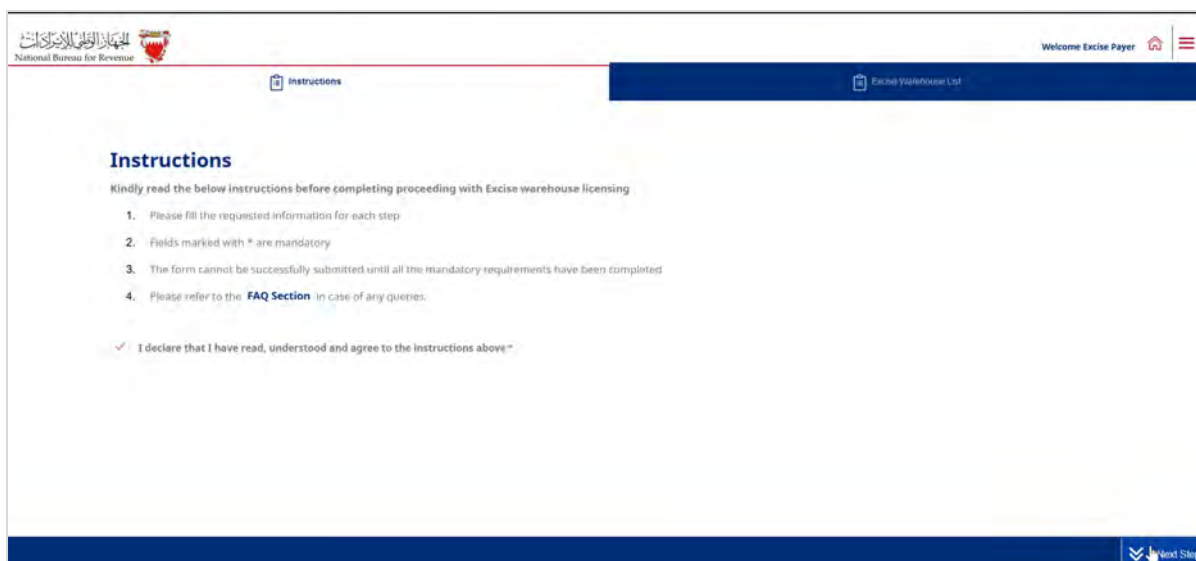 الجهاز الوطني للإيرادات
National Bureau for Revenue
Welcome Excise Payer
Instructions
Excise Warehouse List
Instructions
Kindly read the below instructions before completing proceeding with Excise warehouse licensing
1. Please fill the requested information for each step
2. Fields marked with * are mandatory
3. The form cannot be successfully submitted until all the mandatory requirements have been completed
4. Please refer to the FAQ Section in case of any queries.
I declare that I have read, understood and agree to the instructions above*
Next Step